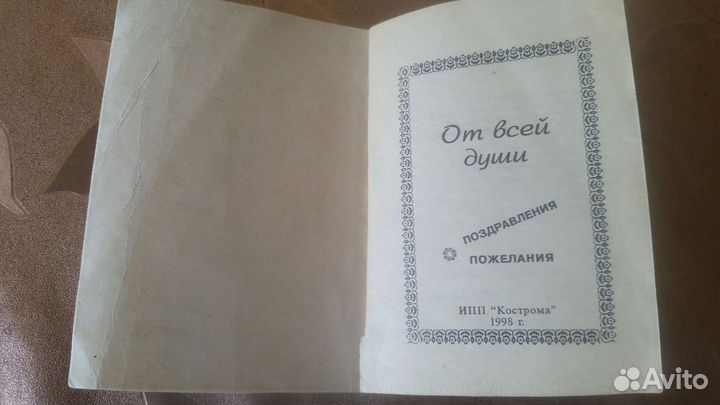 От всей
души
ПОЗДРАВЛЕНИЯ
ПОЖЕЛАНИЯ
ИПП "Кострома"
1998 г.
Avito